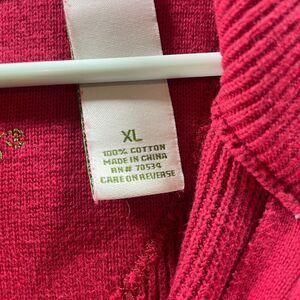 XL
100% COTTON
MADE IN CHINA
RN# 70534
CARE ON REVERSE